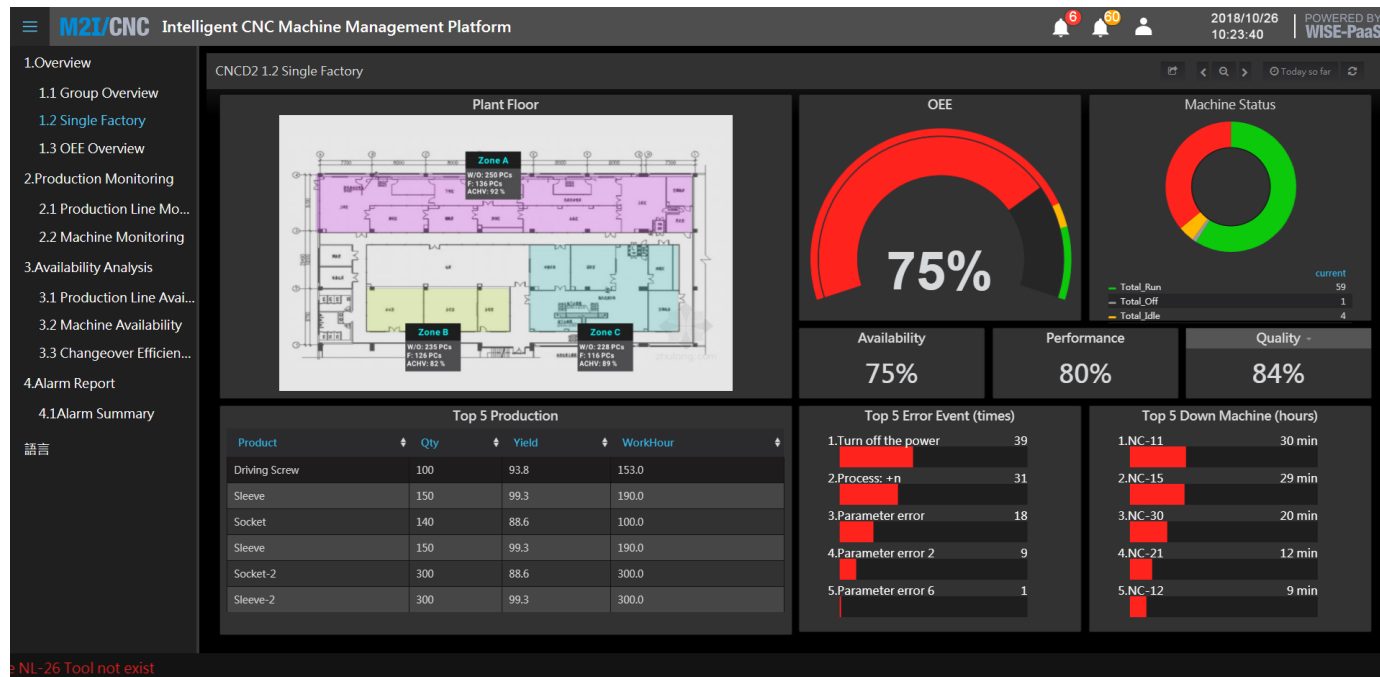 M2I/CNC Intelligent CNC Machine Management Platform
6
60
2018/10/26
10:23:40
POWERED BY
WISE-PaaS
1.Overview
1.1 Group Overview
1.2 Single Factory
1.3 OEE Overview
2.Production Monitoring
2.1 Production Line Mo...
2.2 Machine Monitoring
3.Availability Analysis
3.1 Production Line Avai...
3.2 Machine Availability
3.3 Changeover Efficien...
4.Alarm Report
4.1Alarm Summary
語言
CNCD2 1.2 Single Factory
Today so far
Plant Floor
Zone A
W/O: 250 PCs
F: 136 PCs
ACHV: 92 %
Zone B
W/O: 235 PCs
F: 126 PCs
ACHV: 82 %
Zone C
W/O: 228 PCs
F: 116 PCs
ACHV: 89 %
zhulong.com
OEE
75%
Machine Status
current
Total_Run 59
Total_Off 1
Total_Idle 4
Availability
75%
Performance
80%
Quality
84%
Top 5 Production
Product Qty Yield WorkHour
Driving Screw 100 93.8 153.0
Sleeve 150 99.3 190.0
Socket 140 88.6 100.0
Sleeve 150 99.3 190.0
Socket-2 300 88.6 300.0
Sleeve-2 300 99.3 300.0
Top 5 Error Event (times)
1.Turn off the power 39
2.Process: +n 31
3.Parameter error 18
4.Parameter error 2 9
5.Parameter error 6 1
Top 5 Down Machine (hours)
1.NC-11 30 min
2.NC-15 29 min
3.NC-30 20 min
4.NC-21 12 min
5.NC-12 9 min
e NL-26 Tool not exist